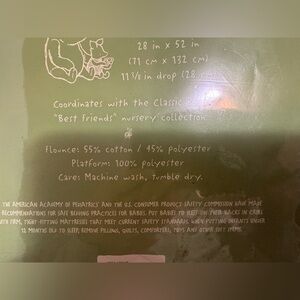 28 in x 52 in
(71 cm x 132 cm)
11 ½ in drop (28 cm
Coordinates with the Classic
"Best Friends" nursery collection
Flounce: 55% cotton / 45% polyester
Platform: 100% polyester
Care: Machine wash, tumble dry.
THE AMERICAN ACADEMY OF PEDIATRICS AND THE U.S. CONSUMER PRODUCT SAFETY COMMISSION HAVE MADE
RECOMMENDATIONS FOR SAFE BEDDING PRACTICES FOR BABIES. PUT BABIES TO SLEEP ON THEIR BACKS IN CRIBS
WITH FIRM, TIGHT-FITTING MATTRESSES THAT MEET CURRENT SAFETY STANDARDS. WHEN PUTTING INFANTS UNDER
12 MONTHS OLD TO SLEEP, REMOVE PILLOWS, QUILTS, COMFORTERS, TOYS AND OTHER SOFT ITEMS.